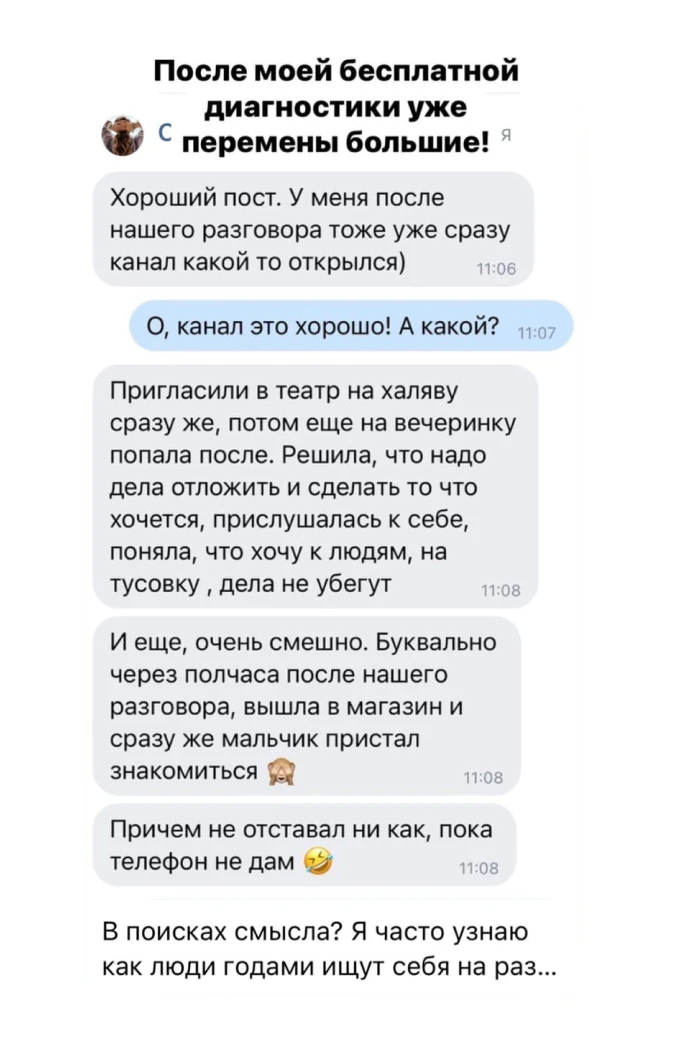 После моей бесплатной
диагностики уже
С перемены большие! я
Хороший пост. У меня после
нашего разговора тоже уже сразу
канал какой то открылся)
11:06
О, канал это хорошо! А какой?
11:07
Пригласили в театр на халяву
сразу же, потом еще на вечеринку
попала после. Решила, что надо
дела отложить и сделать то что
хочется, прислушалась к себе,
поняла, что хочу к людям, на
тусовку , дела не убегут
11:08
И еще, очень смешно. Буквально
через полчаса после нашего
разговора, вышла в магазин и
сразу же мальчик пристал
знакомиться 🙈
11:08
Причем не отставал ни как, пока
телефон не дам 🤣
11:08
В поисках смысла? Я часто узнаю
как люди годами ищут себя на раз...